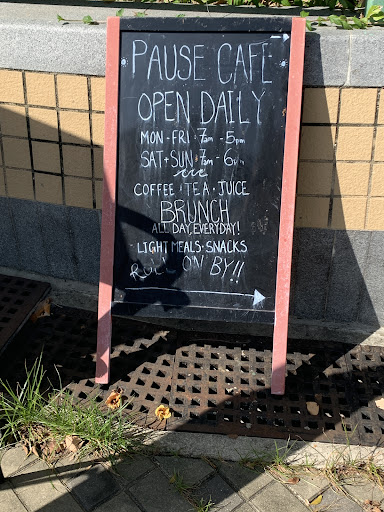 PAUSE CAFE
OPEN DAILY
MON-FRI: 7am-5pm
SAT+SUN: 7am-6pm
COFFEE·TEA·JUICE
BRUNCH
ALL DAY, EVERYDAY!
LIGHT MEALS·SNACKS
ROLL ON BY!!